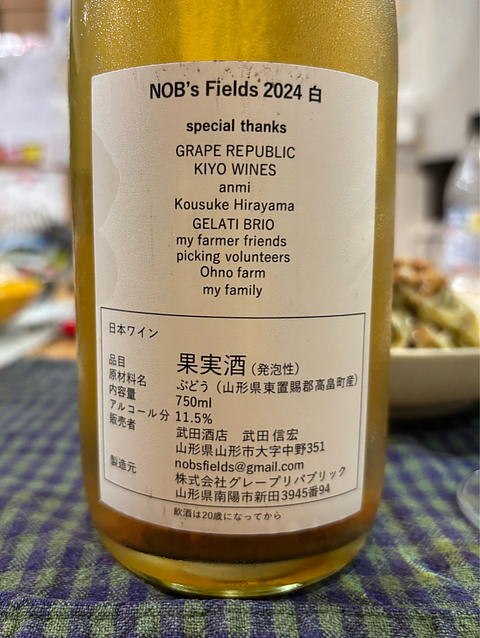 NOB's Fields 2024 白
special thanks
GRAPE REPUBLIC
KIYO WINES
anmi
Kousuke Hirayama
GELATI BRIO
my farmer friends
picking volunteers
Ohno farm
my family
日本ワイン
品目 果実酒(発泡性)
原材料名 ぶどう(山形県東置賜郡高畠町産)
内容量 750ml
アルコール分 11.5%
販売者 武田酒店 武田信宏
山形県山形市大字中野351
nobsfields@gmail.com
製造元 株式会社グレープリパブリック
山形県南陽市新田3945番94
飲酒は20歳になってから